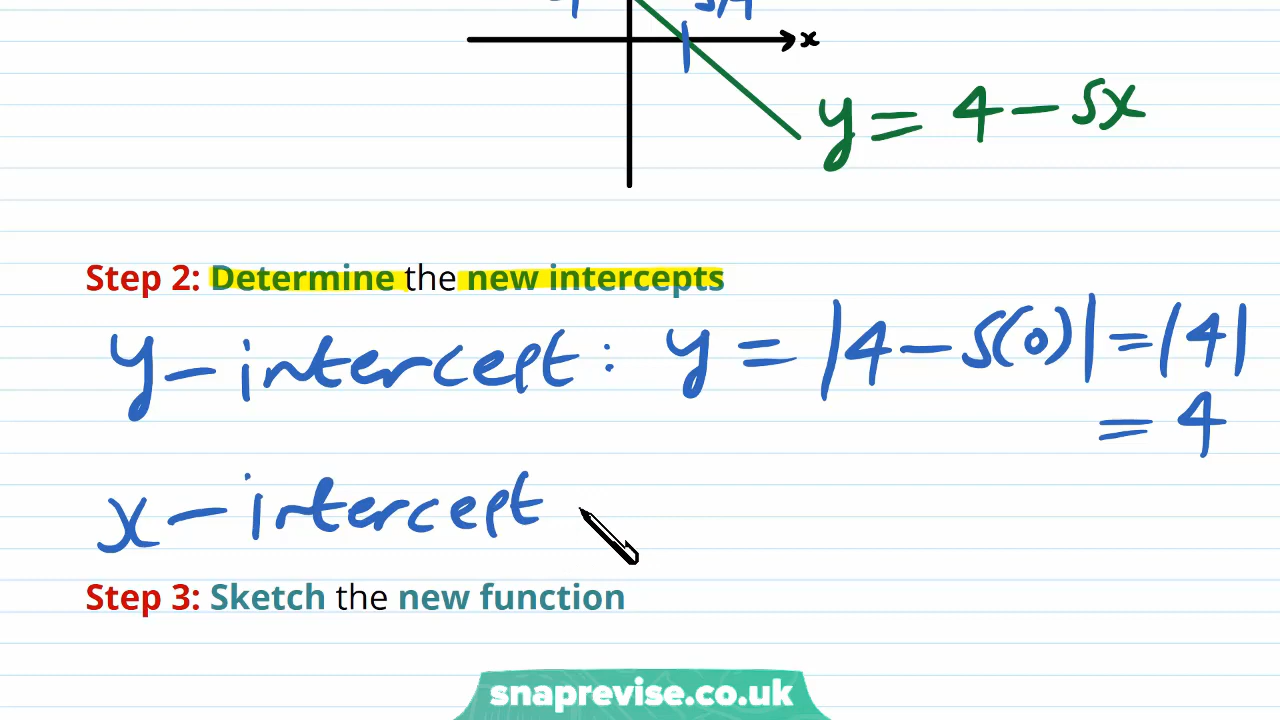 x
y = 4 - 5x
Step 2: Determine the new intercepts
y - intercept : y = |4 - 5(0)| = |4|
= 4
x - intercept
Step 3: Sketch the new function
snaprevise.co.uk